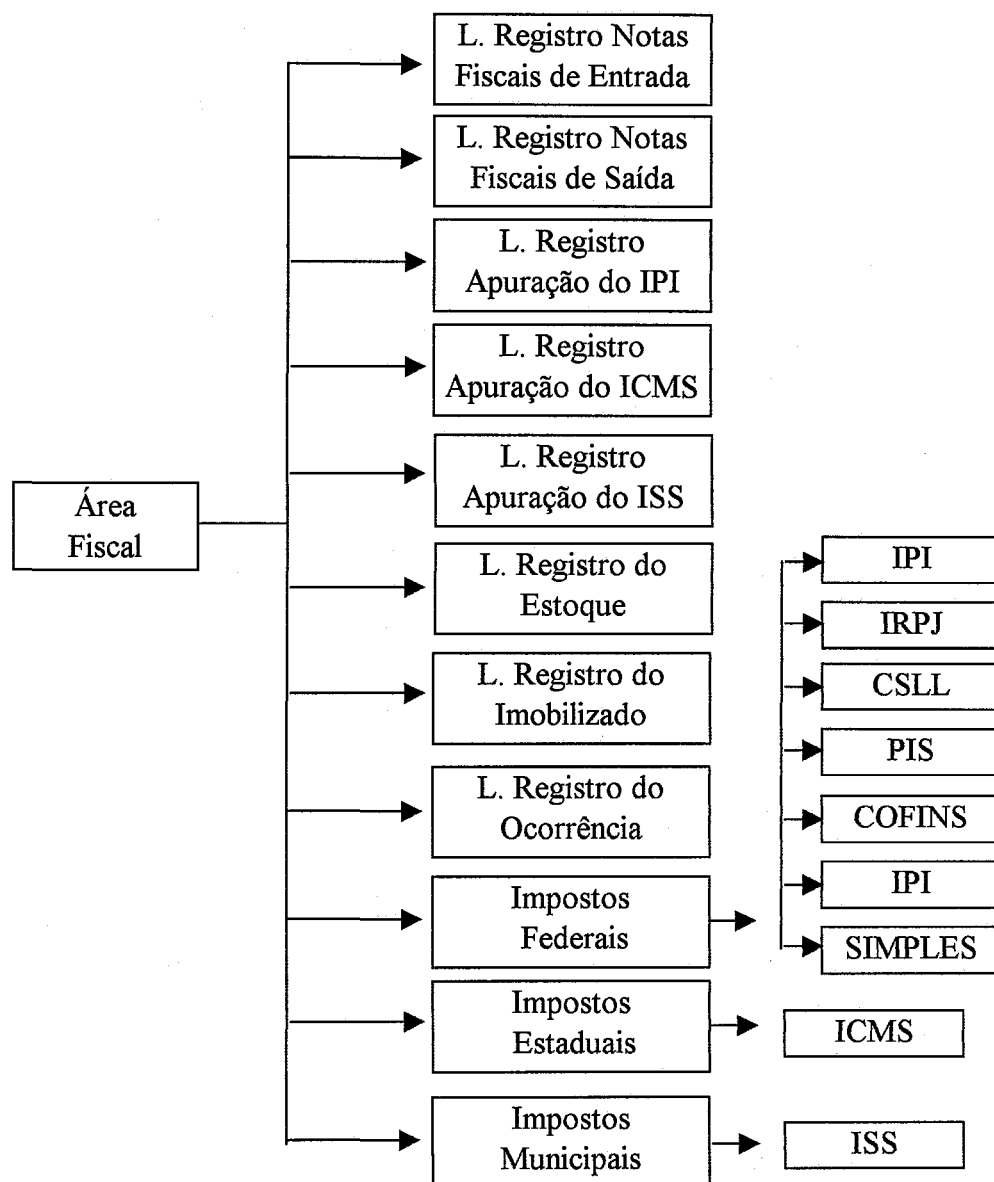 L. Registro Notas
Fiscais de Entrada
L. Registro Notas
Fiscais de Saída
L. Registro
Apuração do IPI
L. Registro
Apuração do ICMS
L. Registro
Apuração do ISS
Área
Fiscal
L. Registro do
Estoque
L. Registro do
Imobilizado
L. Registro do
Ocorrência
Impostos
Federais
IPI
IRPJ
CSLL
PIS
COFINS
IPI
SIMPLES
Impostos
Estaduais
ICMS
Impostos
Municipais
ISS